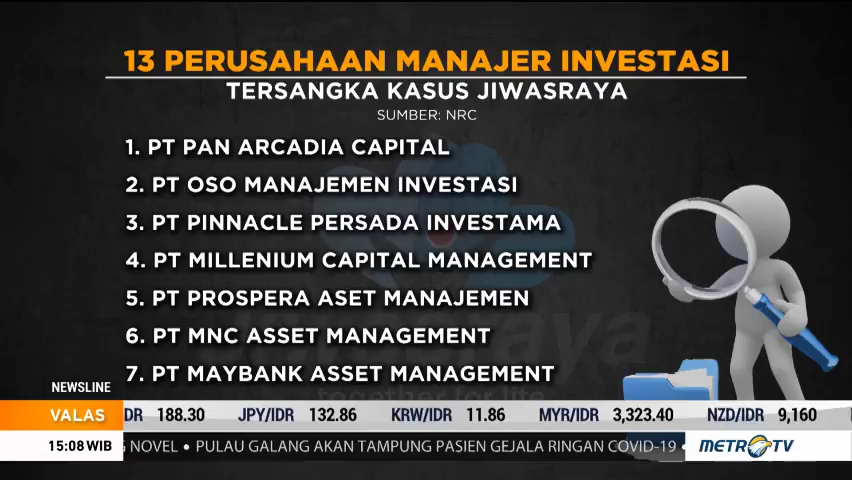 13 PERUSAHAAN MANAJER INVESTASI
TERSANGKA KASUS JIWASRAYA
SUMBER: NRC
1. PT PAN ARCADIA CAPITAL
2. PT OSO MANAJEMEN INVESTASI
3. PT PINNACLE PERSADA INVESTAMA
4. PT MILLENIUM CAPITAL MANAGEMENT
5. PT PROSPERA ASET MANAJEMEN
6. PT MNC ASSET MANAGEMENT
7. PT MAYBANK ASSET MANAGEMENT
together for life
NEWSLINE
VALAS DR 188.30 JPY/IDR 132.86 KRW/IDR 11.86 MYR/IDR 3,323.40 NZD/IDR 9,160
15:08 WIB G NOVEL • PULAU GALANG AKAN TAMPUNG PASIEN GEJALA RINGAN COVID-19 • METRO TV